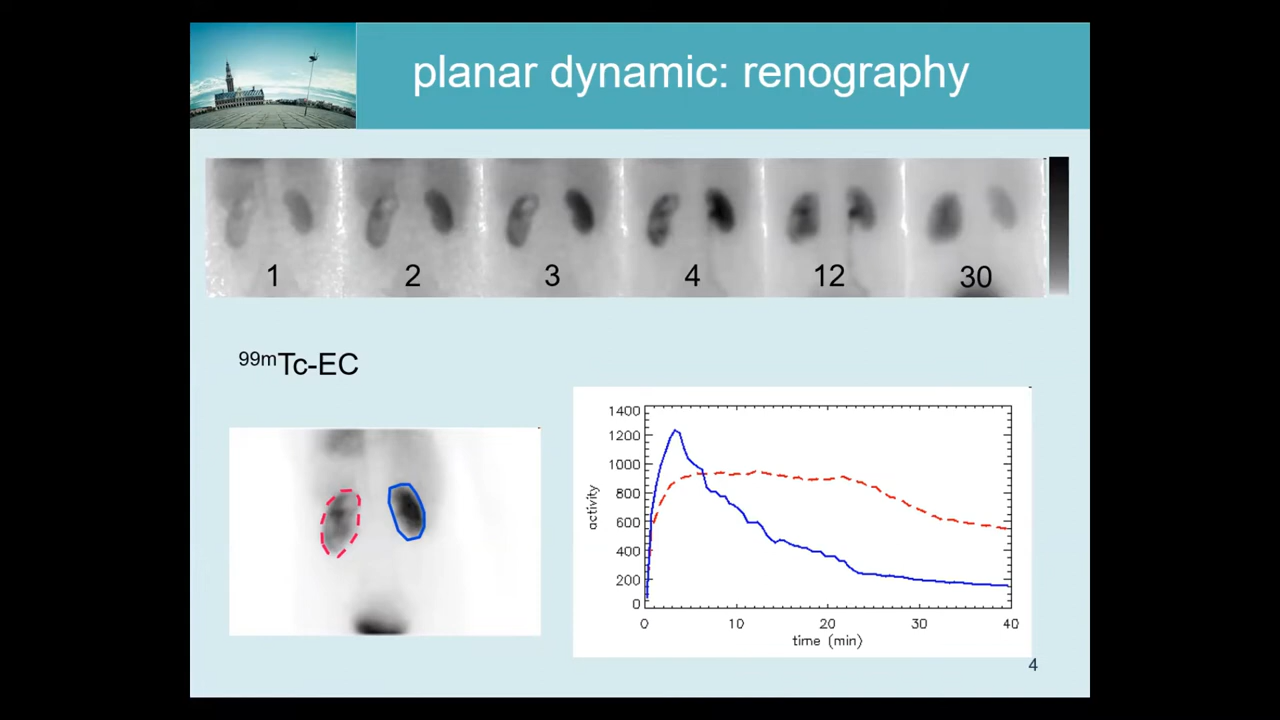 planar dynamic: renography
1 2 3 4 12 30
99mTc-EC
1400
1200
1000
800
600
400
200
0
activity
0 10 20 30 40
time (min)
4